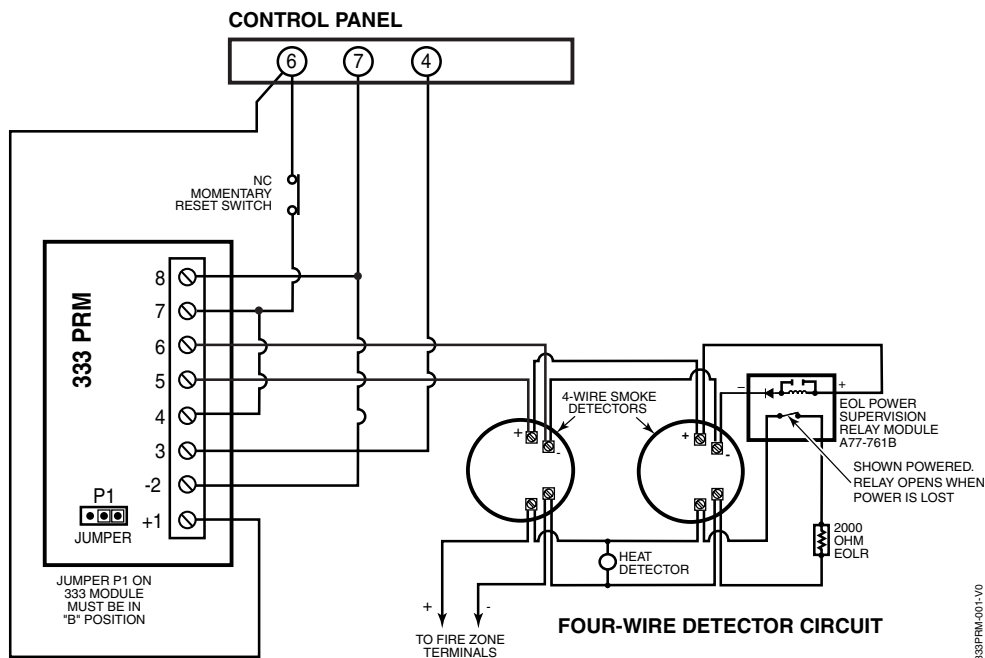 CONTROL PANEL
6 7 4
NC
MOMENTARY
RESET SWITCH
333 PRM
8
7
6
5
4
3
-2
+1
P1
JUMPER
JUMPER P1 ON
333 MODULE
MUST BE IN
"B" POSITION
4-WIRE SMOKE
DETECTORS
+ -
+ -
- +
EOL POWER
SUPERVISION
RELAY MODULE
A77-761B
SHOWN POWERED.
RELAY OPENS WHEN
POWER IS LOST
2000
OHM
EOLR
HEAT
DETECTOR
+ -
TO FIRE ZONE
TERMINALS
FOUR-WIRE DETECTOR CIRCUIT
333PRM-001-V0